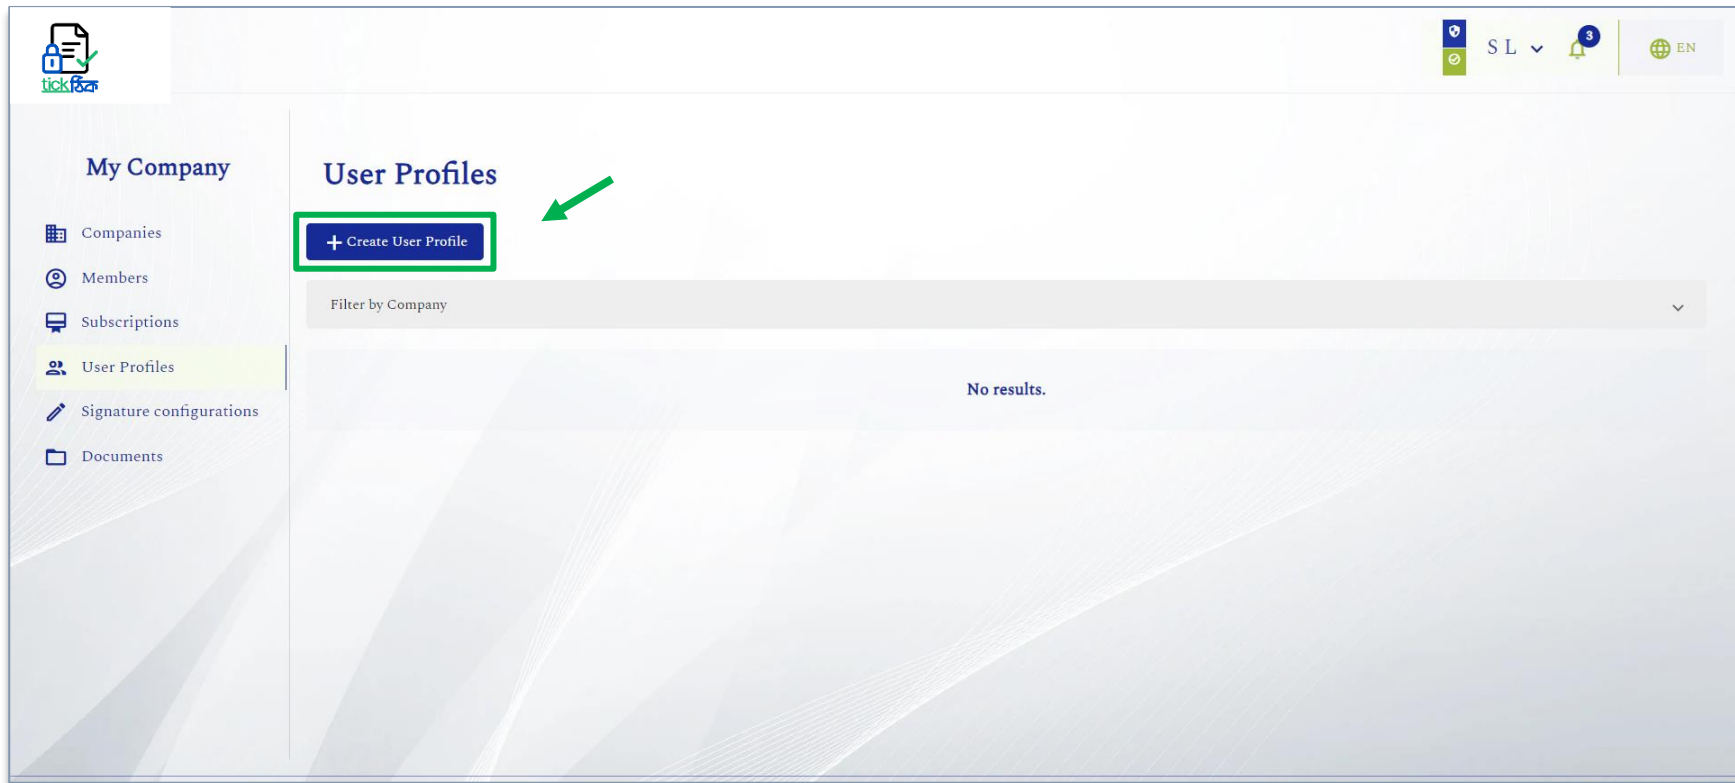 tickঠিক
S L
3
EN
My Company
Companies
Members
Subscriptions
User Profiles
Signature configurations
Documents
User Profiles
+ Create User Profile
Filter by Company
No results.